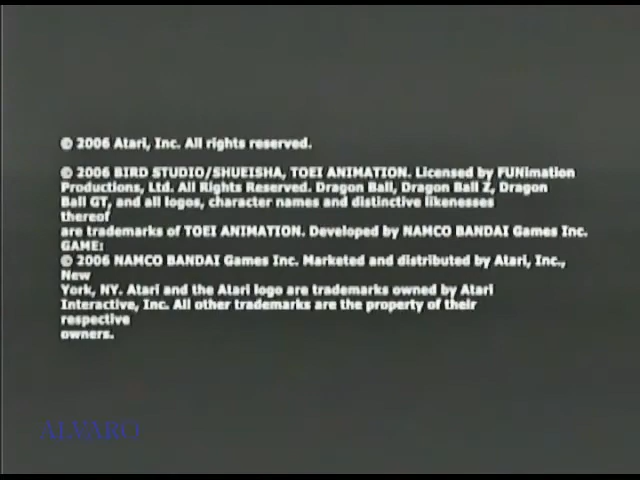 © 2006 Atari, Inc. All rights reserved.
© 2006 BIRD STUDIO/SHUEISHA, TOEI ANIMATION. Licensed by FUNimation
Productions, Ltd. All Rights Reserved. Dragon Ball, Dragon Ball Z, Dragon
Ball GT, and all logos, character names and distinctive likenesses
thereof
are trademarks of TOEI ANIMATION. Developed by NAMCO BANDAI Games Inc.
GAME:
© 2006 NAMCO BANDAI Games Inc. Marketed and distributed by Atari, Inc.,
New
York, NY. Atari and the Atari logo are trademarks owned by Atari
Interactive, Inc. All other trademarks are the property of their
respective
owners.
ALVARO